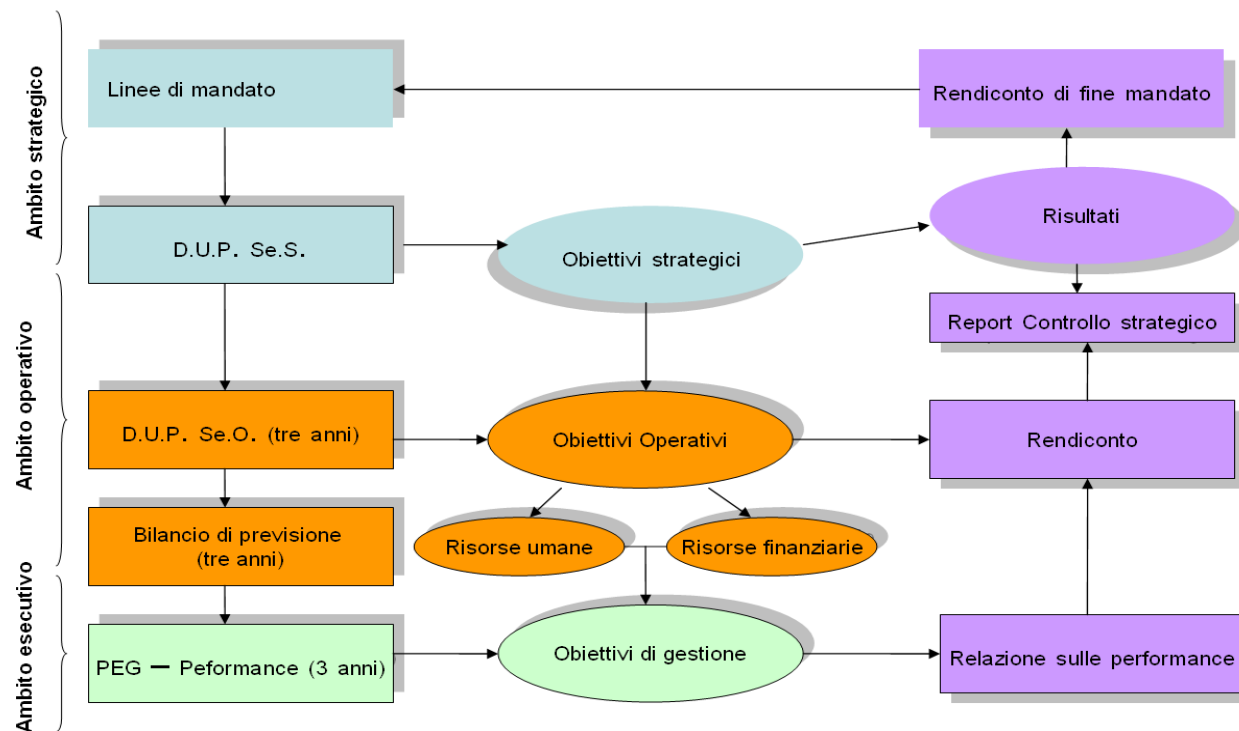 Ambito strategico
Linee di mandato
Rendiconto di fine mandato
Risultati
D.U.P. Se.S.
Obiettivi strategici
Report Controllo strategico
Ambito operativo
D.U.P. Se.O. (tre anni)
Obiettivi Operativi
Rendiconto
Bilancio di previsione
(tre anni)
Risorse umane
Risorse finanziarie
Ambito esecutivo
PEG – Peformance (3 anni)
Obiettivi di gestione
Relazione sulle performance